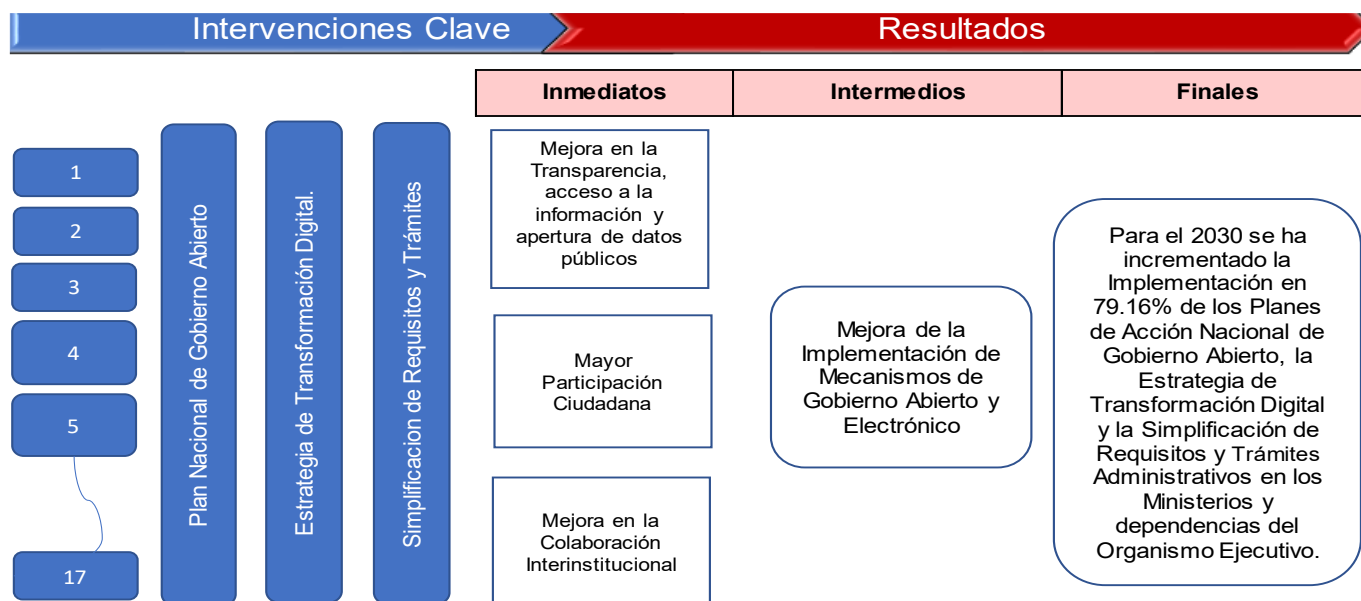 Intervenciones Clave
Resultados
Inmediatos
Intermedios
Finales
1
2
3
4
5
17
Plan Nacional de Gobierno Abierto
Estrategia de Transformación Digital.
Simplificacion de Requisitos y Trámites
Mejora en la
Transparencia,
acceso a la
información y
apertura de datos
públicos
Mayor
Participación
Ciudadana
Mejora en la
Colaboración
Interinstitucional
Mejora de la
Implementación de
Mecanismos de
Gobierno Abierto y
Electrónico
Para el 2030 se ha
incrementado la
Implementación en
79.16% de los Planes
de Acción Nacional de
Gobierno Abierto, la
Estrategia de
Transformación Digital
y la Simplificación de
Requisitos y Trámites
Administrativos en los
Ministerios y
dependencias del
Organismo Ejecutivo.